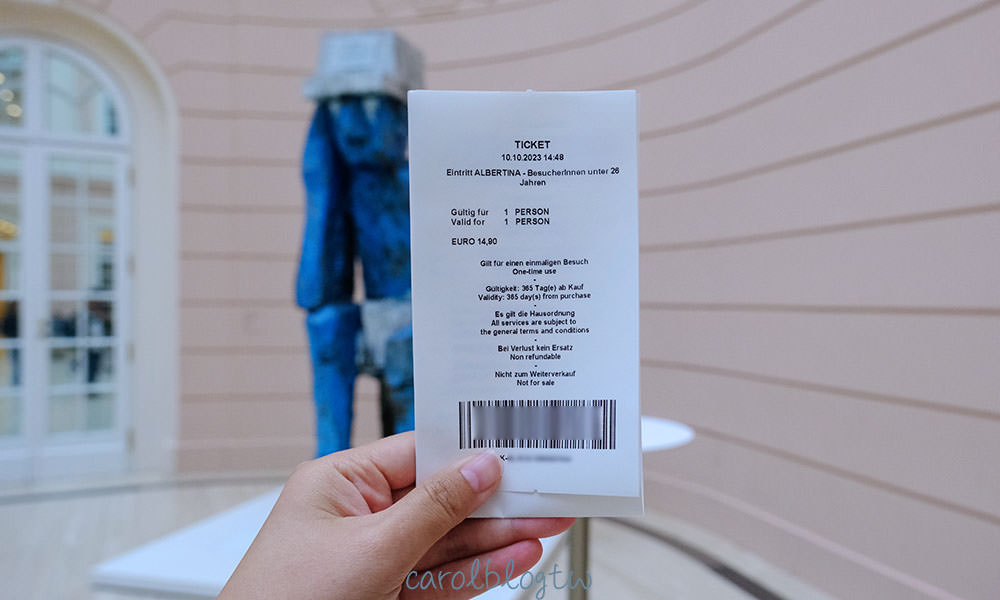 TICKET
10.10.2023 14:48
Eintritt ALBERTINA - BesucherInnen unter 26
Jahren
Gültig für 1 PERSON
Valid for 1 PERSON
EURO 14,90
Gilt für einen einmaligen Besuch
One-time use
-
Gültigkeit: 365 Tag(e) ab Kauf
Validity: 365 day(s) from purchase
-
Es gilt die Hausordnung
All services are subject to
the general terms and conditions
-
Bei Verlust kein Ersatz
Non refundable
-
Nicht zum Weiterverkauf
Not for sale
carolblogtw